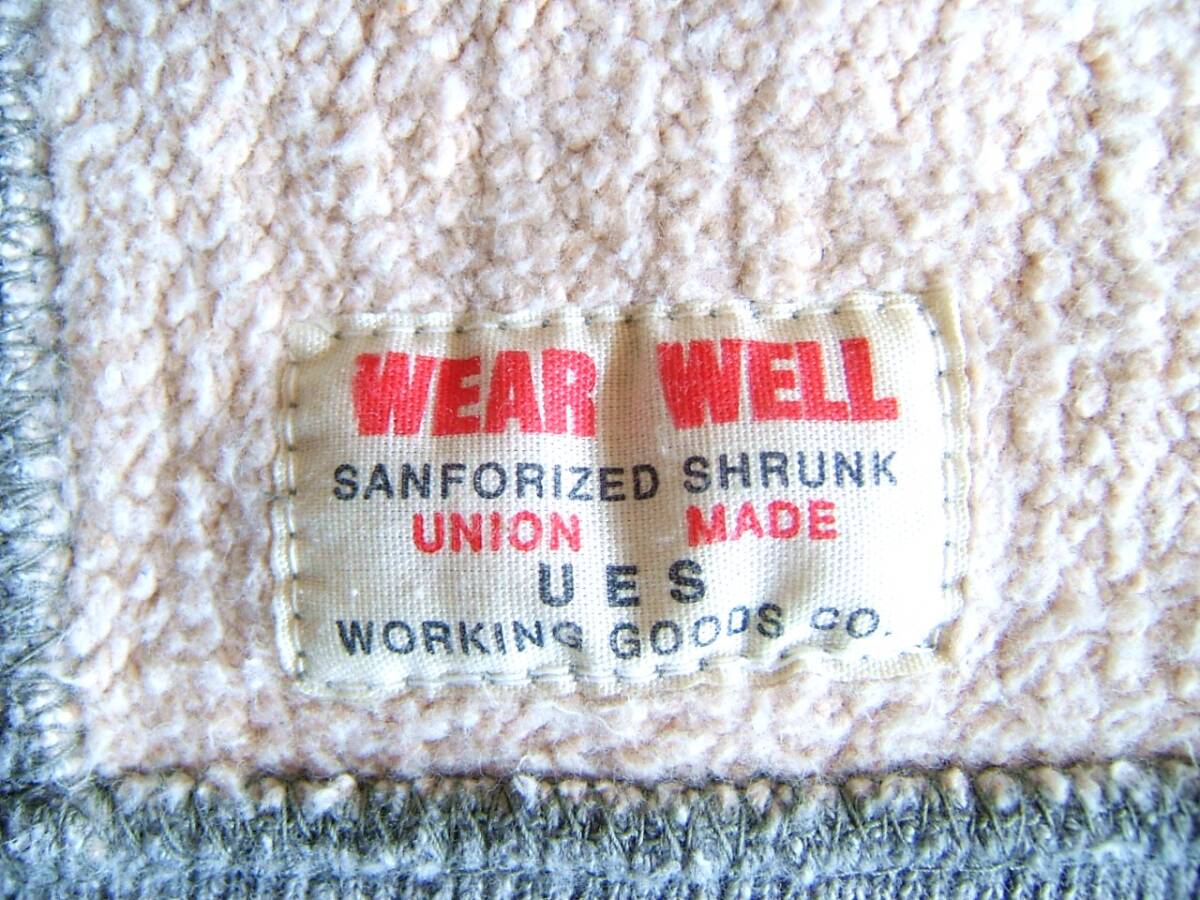 WEAR WELL
SANFORIZED SHRUNK
UNION MADE
UES
WORKING GOODS CO.